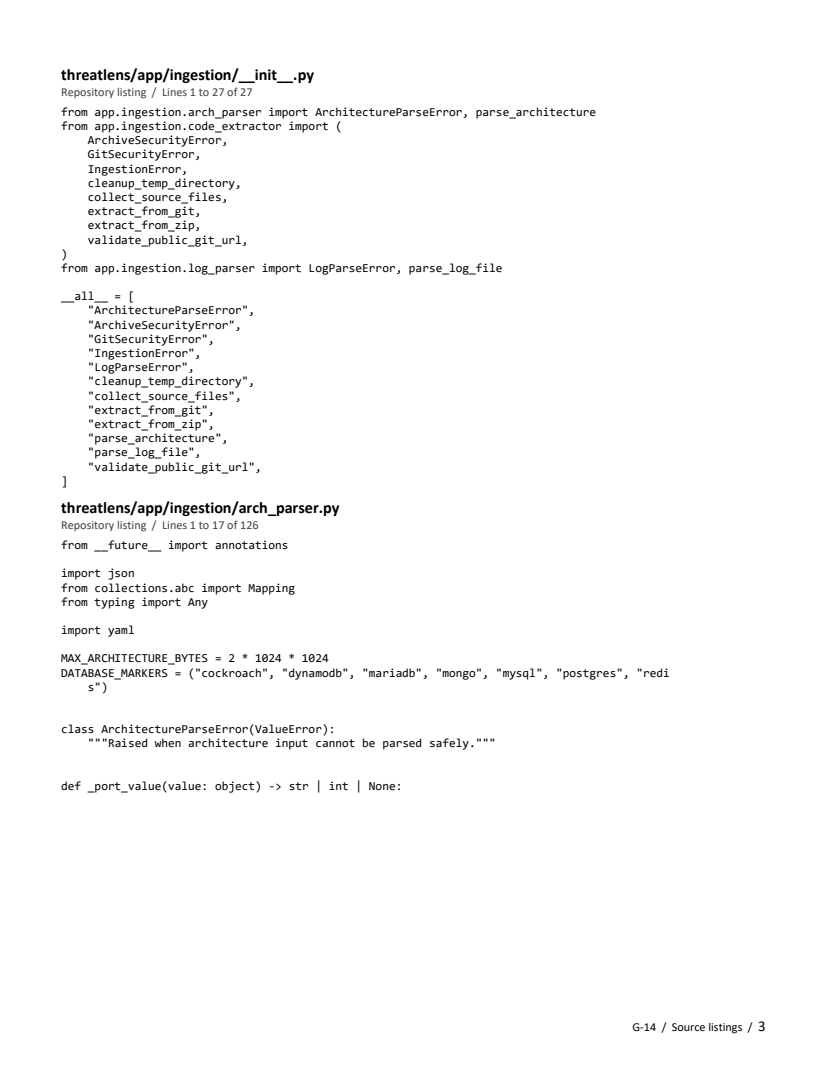 threatlens/app/ingestion/__init__.py
Repository listing / Lines 1 to 27 of 27
from app.ingestion.arch_parser import ArchitectureParseError, parse_architecture
from app.ingestion.code_extractor import (
    ArchiveSecurityError,
    GitSecurityError,
    IngestionError,
    cleanup_temp_directory,
    collect_source_files,
    extract_from_git,
    extract_from_zip,
    validate_public_git_url,
)
from app.ingestion.log_parser import LogParseError, parse_log_file

__all__ = [
    "ArchitectureParseError",
    "ArchiveSecurityError",
    "GitSecurityError",
    "IngestionError",
    "LogParseError",
    "cleanup_temp_directory",
    "collect_source_files",
    "extract_from_git",
    "extract_from_zip",
    "parse_architecture",
    "parse_log_file",
    "validate_public_git_url",
]
threatlens/app/ingestion/arch_parser.py
Repository listing / Lines 1 to 17 of 126
from __future__ import annotations

import json
from collections.abc import Mapping
from typing import Any

import yaml

MAX_ARCHITECTURE_BYTES = 2 * 1024 * 1024
DATABASE_MARKERS = ("cockroach", "dynamodb", "mariadb", "mongo", "mysql", "postgres", "redi
    s")


class ArchitectureParseError(ValueError):
    """Raised when architecture input cannot be parsed safely."""


def _port_value(value: object) -> str | int | None:
G-14 / Source listings / 3